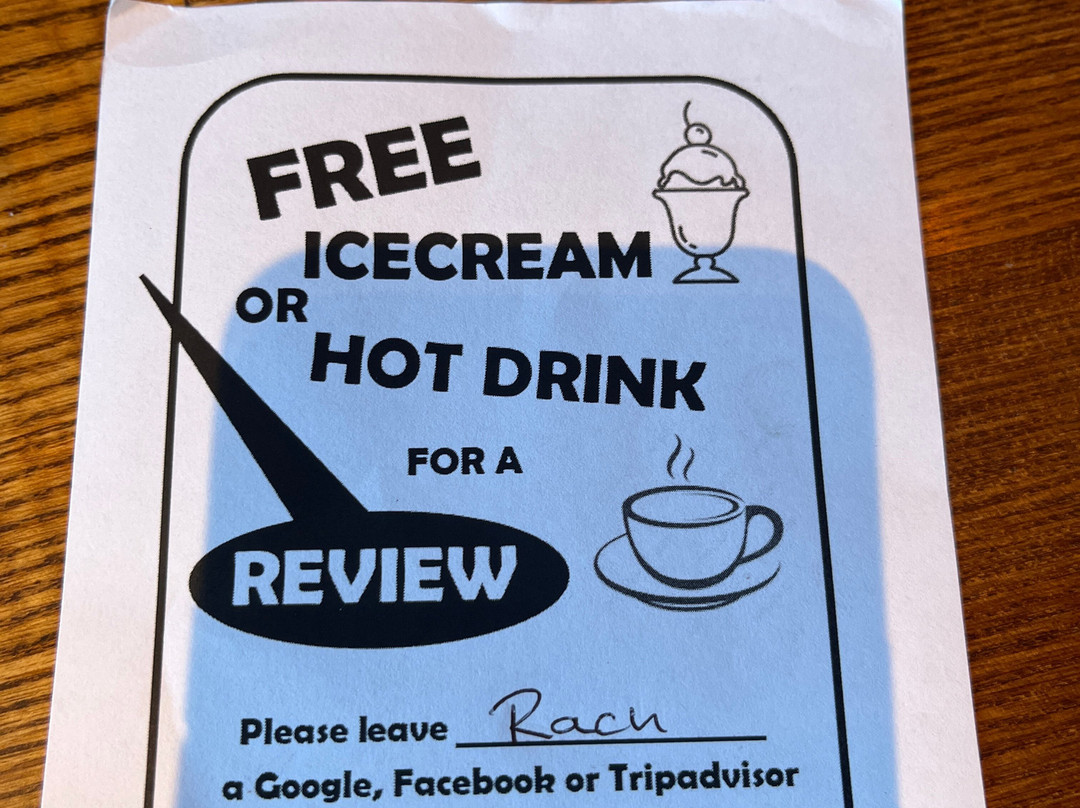 FREE
ICECREAM
OR
HOT DRINK
FOR A
REVIEW
Please leave Rach
a Google, Facebook or Tripadvisor